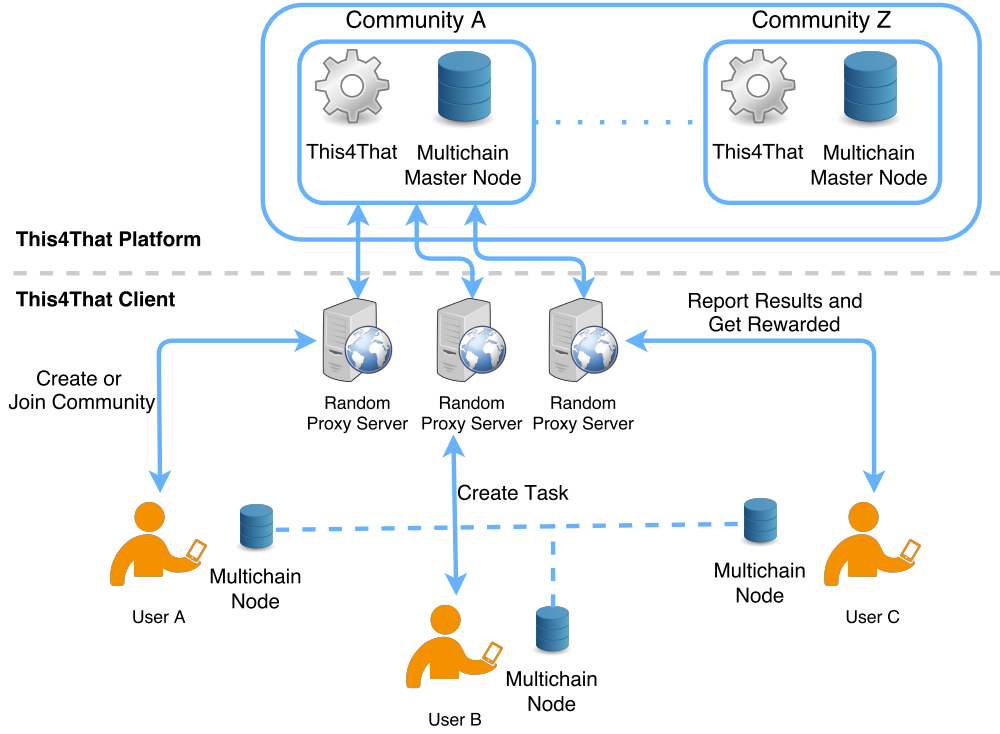 Community A
Community Z
This4That
Multichain
Master Node
This4That
Multichain
Master Node
This4That Platform
This4That Client
Report Results and
Get Rewarded
Create or
Join Community
Random
Proxy Server
Random
Proxy Server
Random
Proxy Server
Create Task
Multichain
Node
Multichain
Node
User A
User C
Multichain
Node
User B